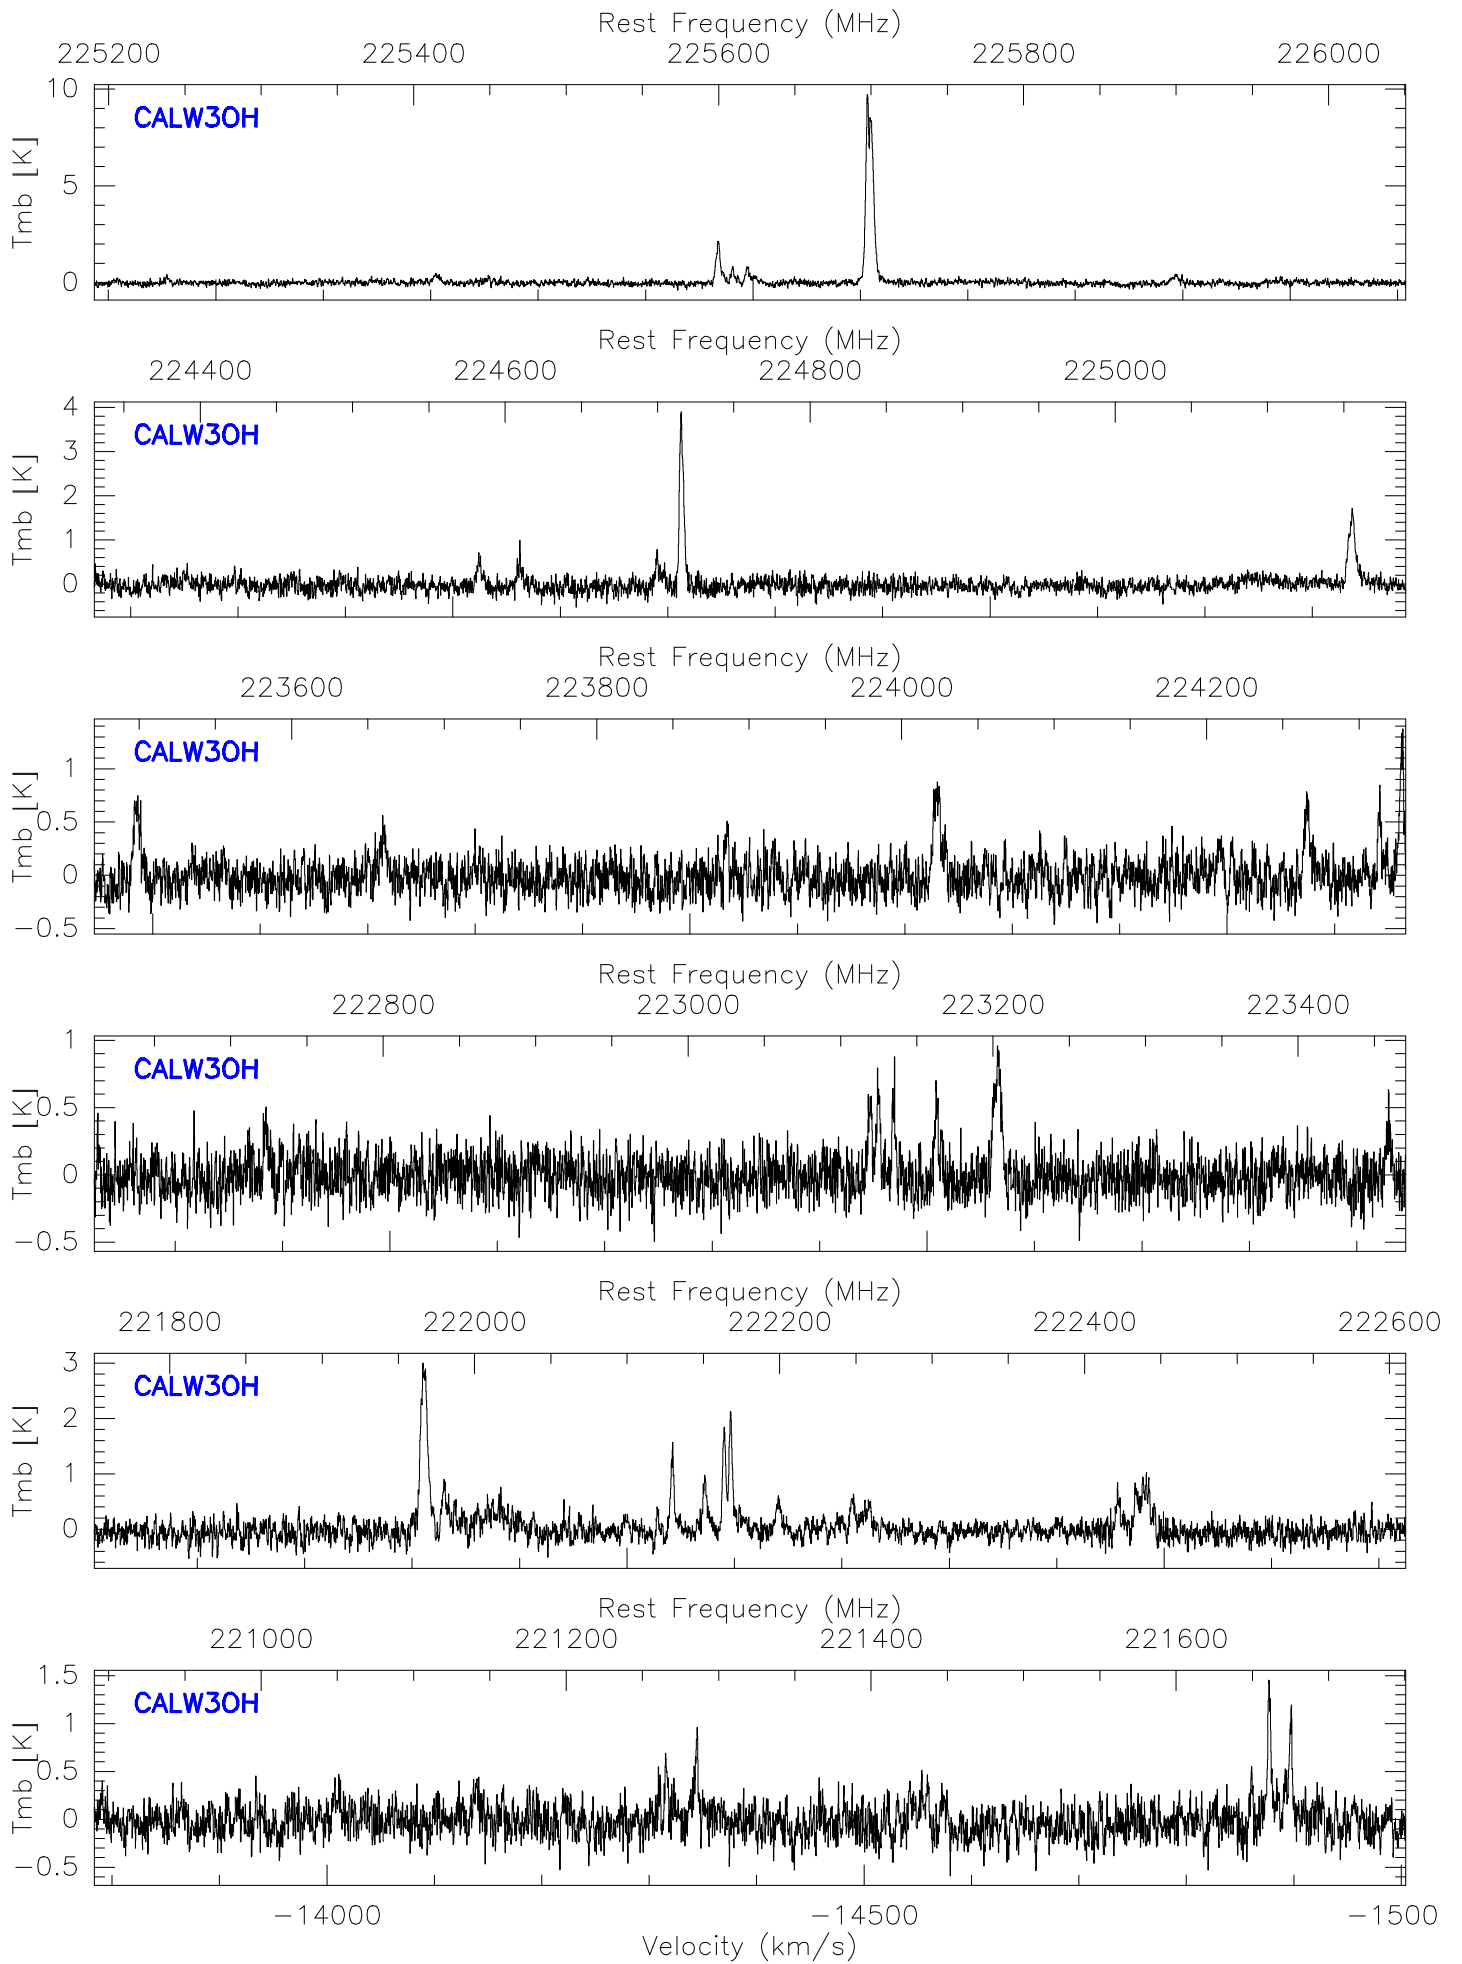 Rest Frequency (MHz)
225200 225400 225600 225800 226000
10
CALW3OH
Tmb [K]
5
0
Rest Frequency (MHz)
224400 224600 224800 225000
4
CALW3OH
3
Tmb [K]
2
1
0
Rest Frequency (MHz)
223600 223800 224000 224200
CALW3OH
1
Tmb [K]
0.5
0
-0.5
Rest Frequency (MHz)
222800 223000 223200 223400
1
CALW3OH
0.5
Tmb [K]
0
-0.5
Rest Frequency (MHz)
221800 222000 222200 222400 222600
3
CALW3OH
2
Tmb [K]
1
0
Rest Frequency (MHz)
221000 221200 221400 221600
1.5
CALW3OH
1
Tmb [K]
0.5
0
-0.5
-14000 -14500 -1500
Velocity (km/s)